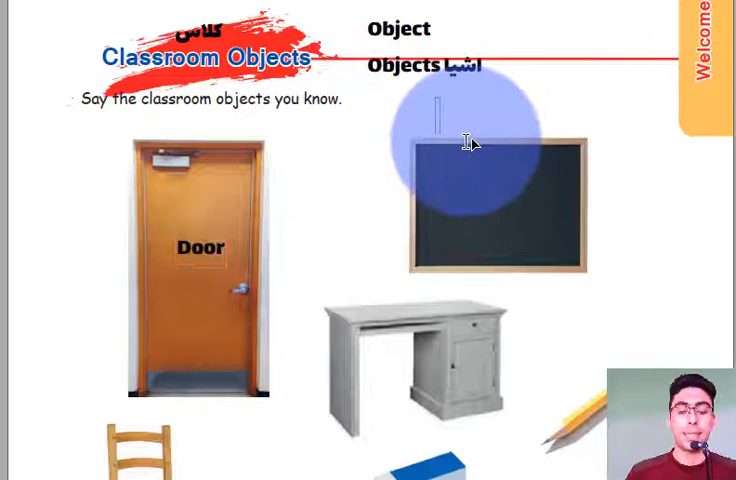 کلاس
Classroom Objects
Object
Objects اشیا
Say the classroom objects you know.
Door
Welcome